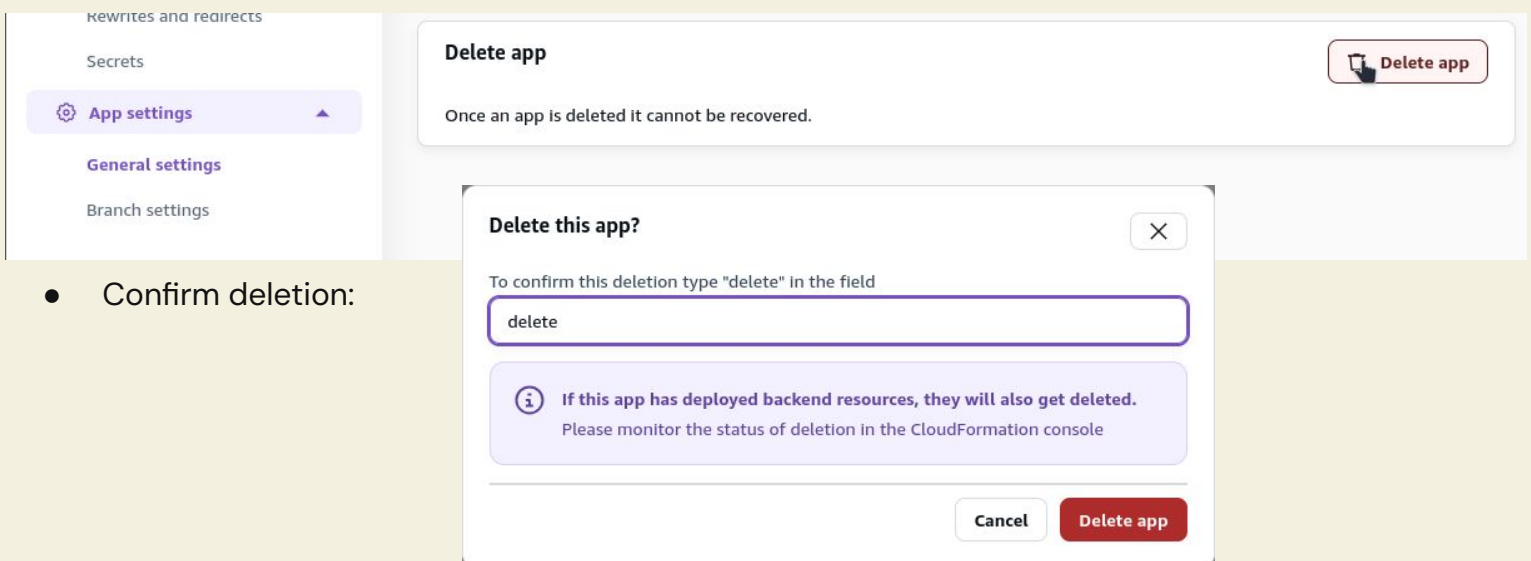 Rewrites and redirects
Secrets
App settings
General settings
Branch settings
Delete app
Delete app
Once an app is deleted it cannot be recovered.
● Confirm deletion:
Delete this app?
To confirm this deletion type "delete" in the field
delete
If this app has deployed backend resources, they will also get deleted.
Please monitor the status of deletion in the CloudFormation console
Cancel
Delete app